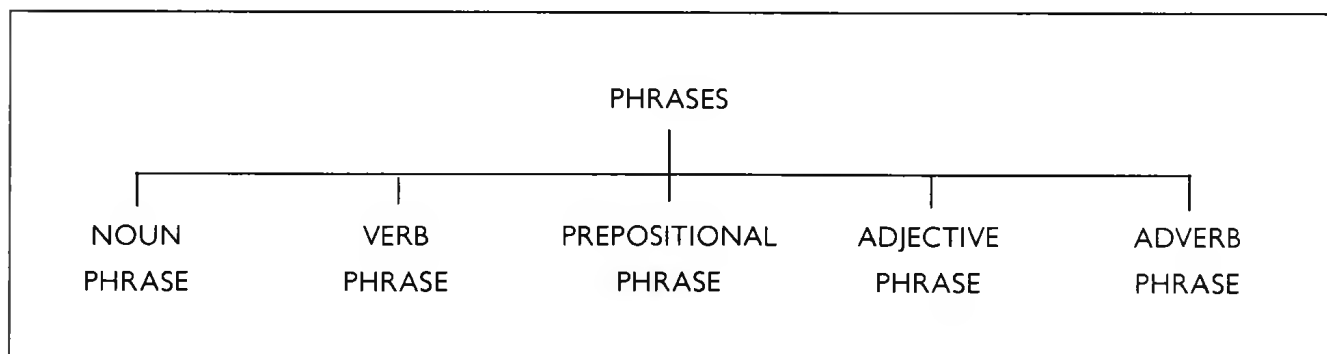 PHRASES
NOUN VERB PREPOSITIONAL ADJECTIVE ADVERB
PHRASE PHRASE PHRASE PHRASE PHRASE